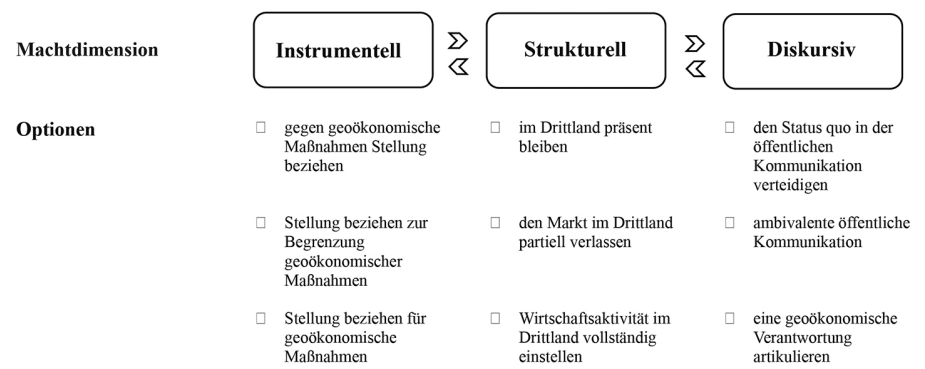 Machtdimension
Instrumentell
Strukturell
Diskursiv
Optionen
gegen geoökonomische
Maßnahmen Stellung
beziehen
im Drittland präsent
bleiben
den Status quo in der
öffentlichen
Kommunikation
verteidigen
Stellung beziehen zur
Begrenzung
geoökonomischer
Maßnahmen
den Markt im Drittland
partiell verlassen
ambivalente öffentliche
Kommunikation
Stellung beziehen für
geoökonomische
Maßnahmen
Wirtschaftsaktivität im
Drittland vollständig
einstellen
eine geoökonomische
Verantwortung
artikulieren